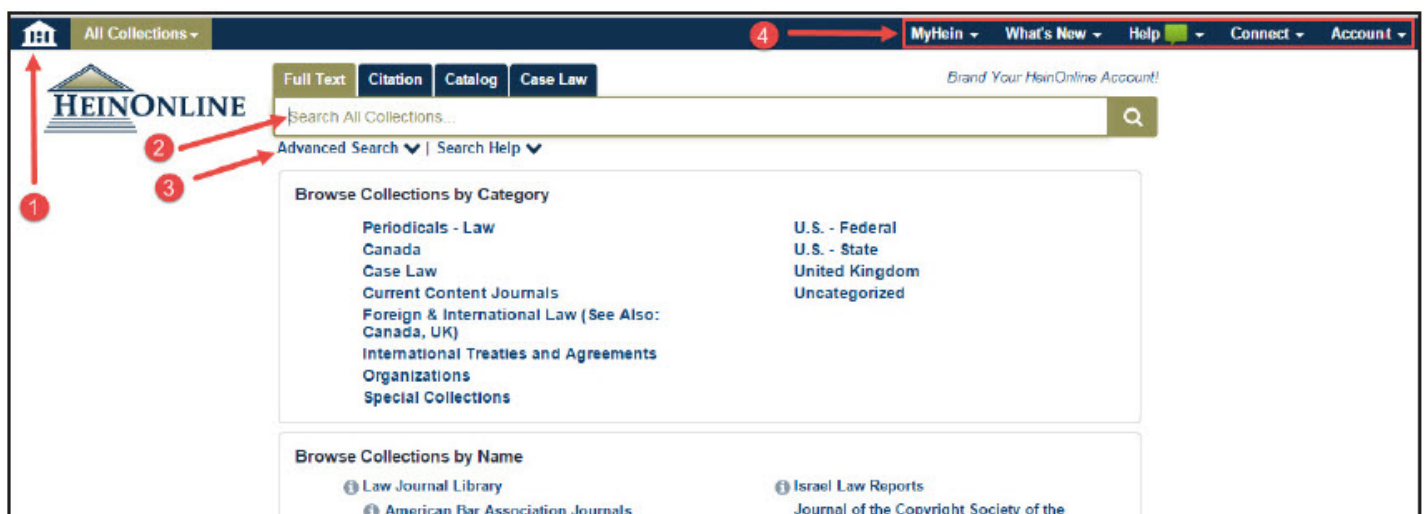 All Collections
4
MyHein
What's New
Help
Connect
Account
HEINONLINE
Full Text
Citation
Catalog
Case Law
Brand Your HeinOnline Account!
Search All Collections...
2
Advanced Search | Search Help
3
1
Browse Collections by Category
Periodicals - Law
Canada
Case Law
Current Content Journals
Foreign & International Law (See Also:
Canada, UK)
International Treaties and Agreements
Organizations
Special Collections
U.S. - Federal
U.S. - State
United Kingdom
Uncategorized
Browse Collections by Name
Law Journal Library
American Bar Association Journals
Israel Law Reports
Journal of the Copyright Society of the